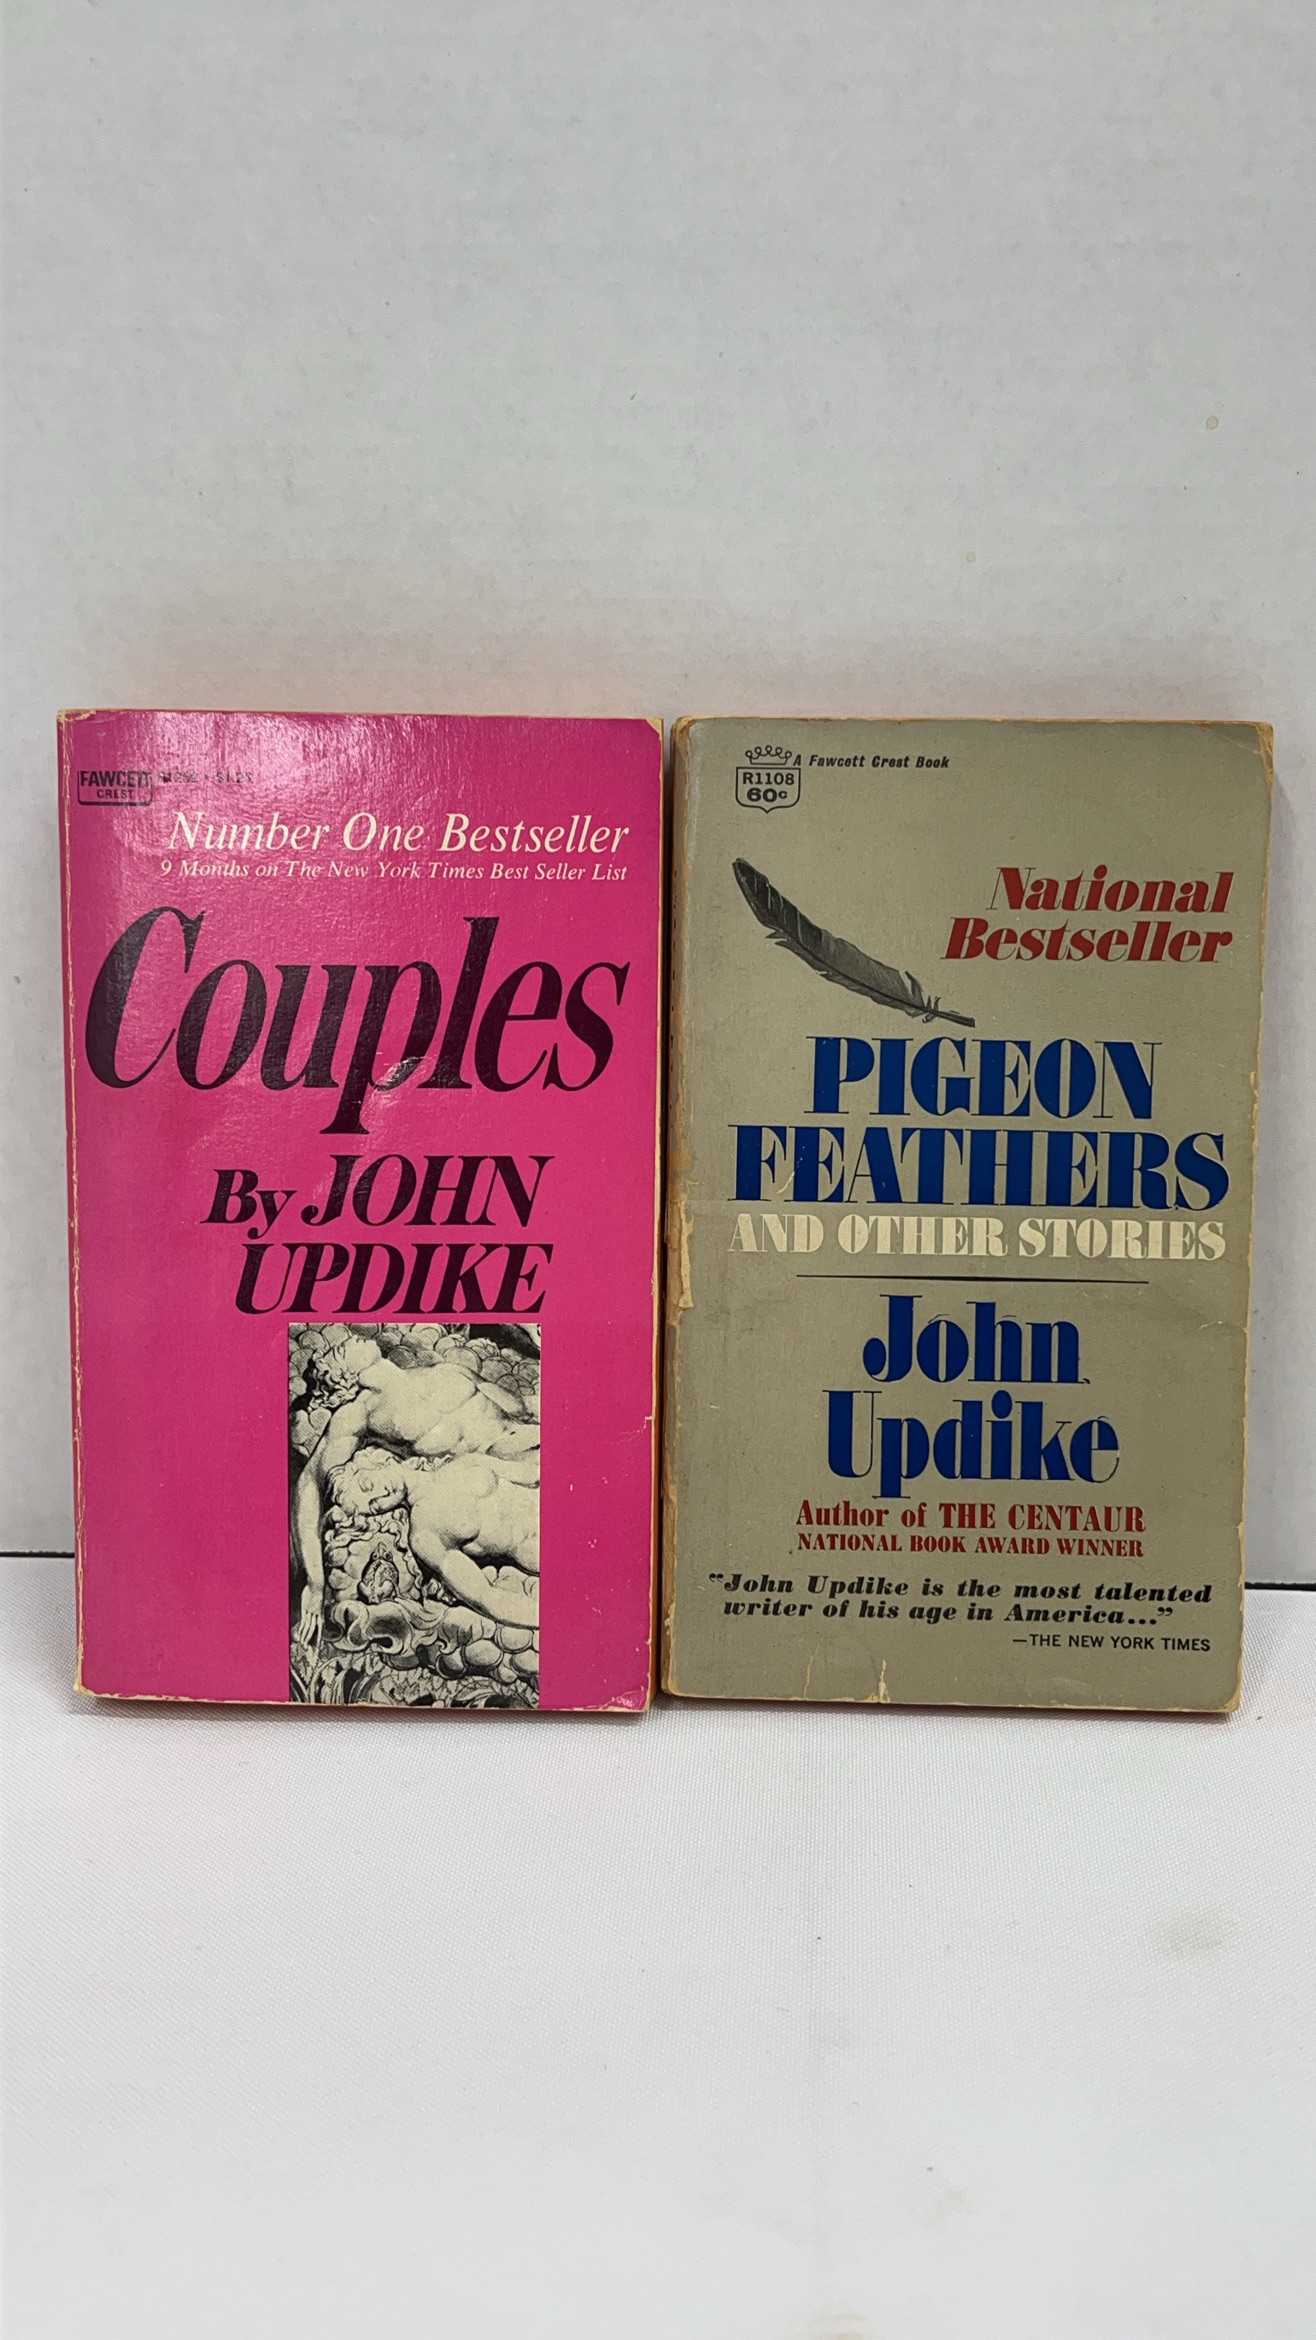 FAWCETT
CREST
$1.25
Number One Bestseller
9 Months on The New York Times Best Seller List
Couples
By JOHN
UPDIKE
A Fawcett Crest Book
R1108
60c
National
Bestseller
PIGEON
FEATHERS
AND OTHER STORIES
John
Updike
Author of THE CENTAUR
NATIONAL BOOK AWARD WINNER
"John Updike is the most talented
writer of his age in America..."
—THE NEW YORK TIMES